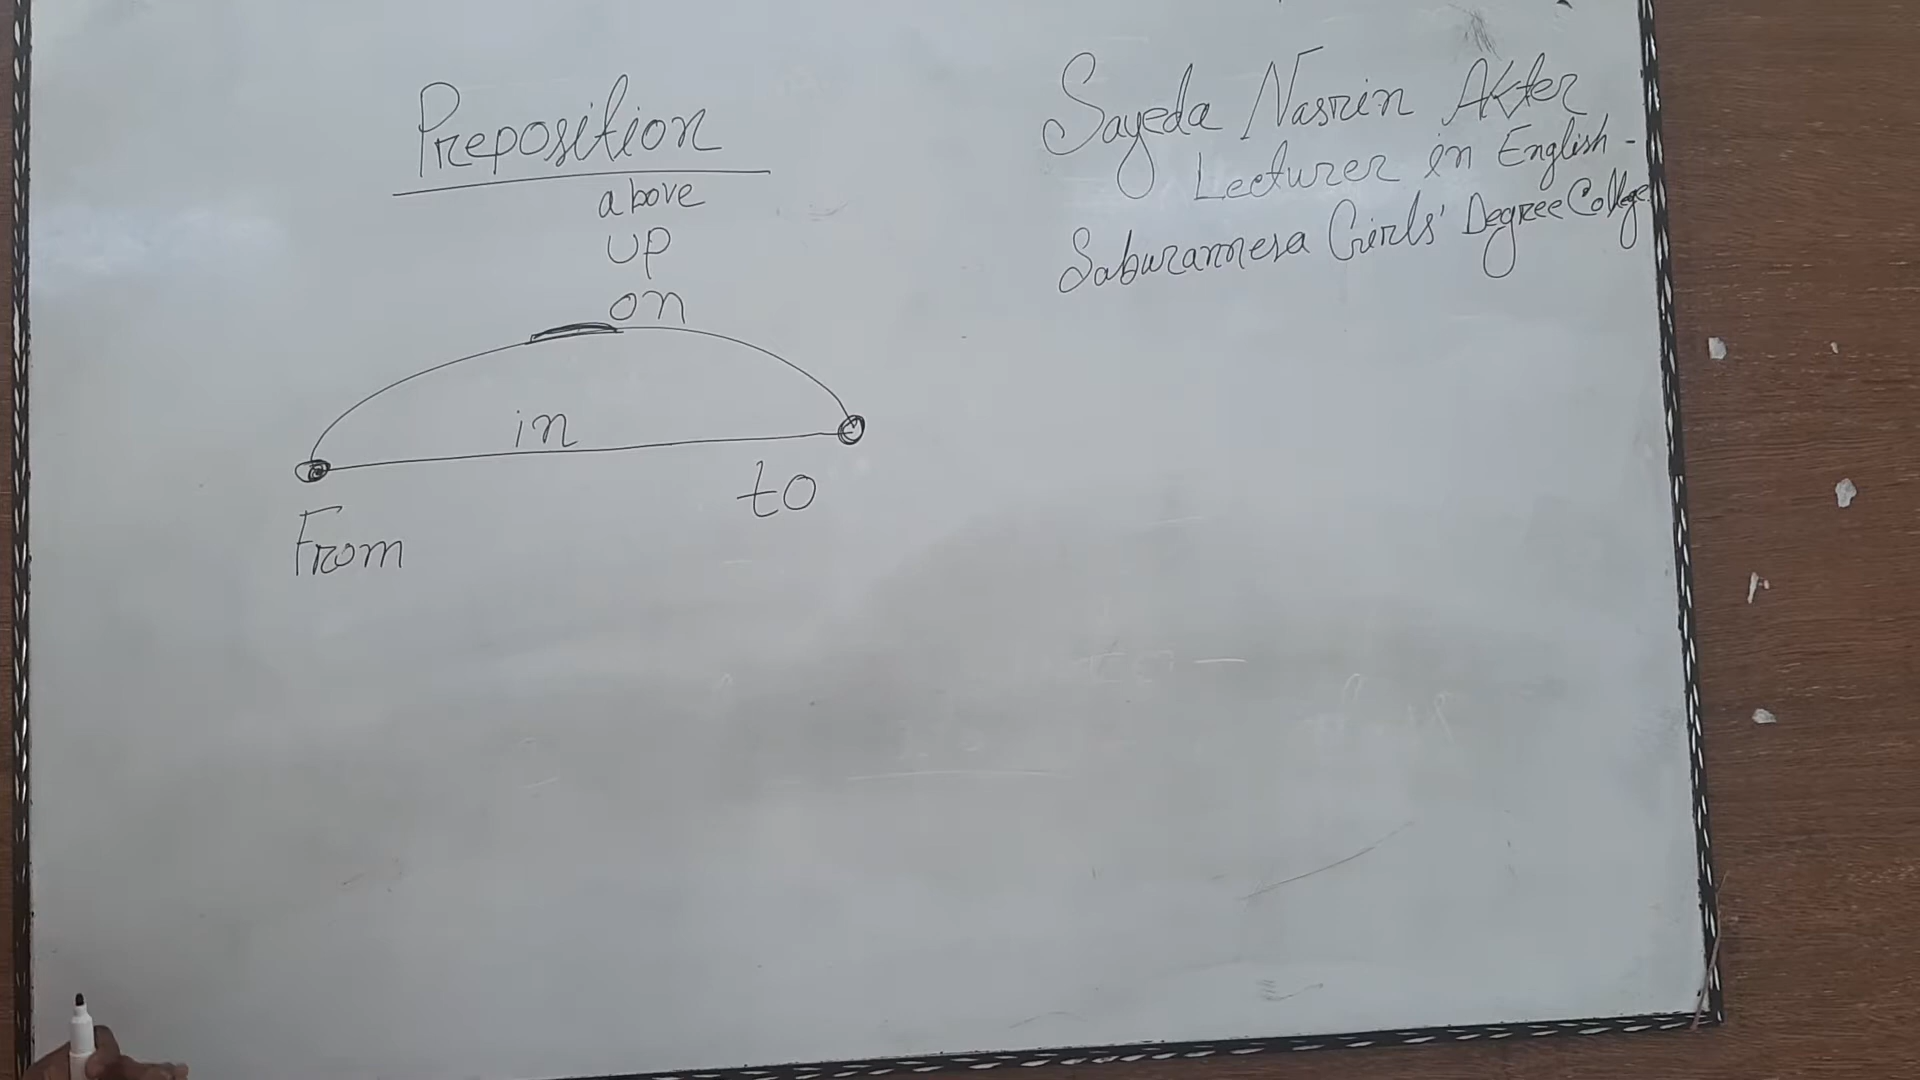 Preposition
above
up
on
in
to
From
Sayeda Nasrin Akter
Lecturer in English -
Saburannesa Girls' Degree College